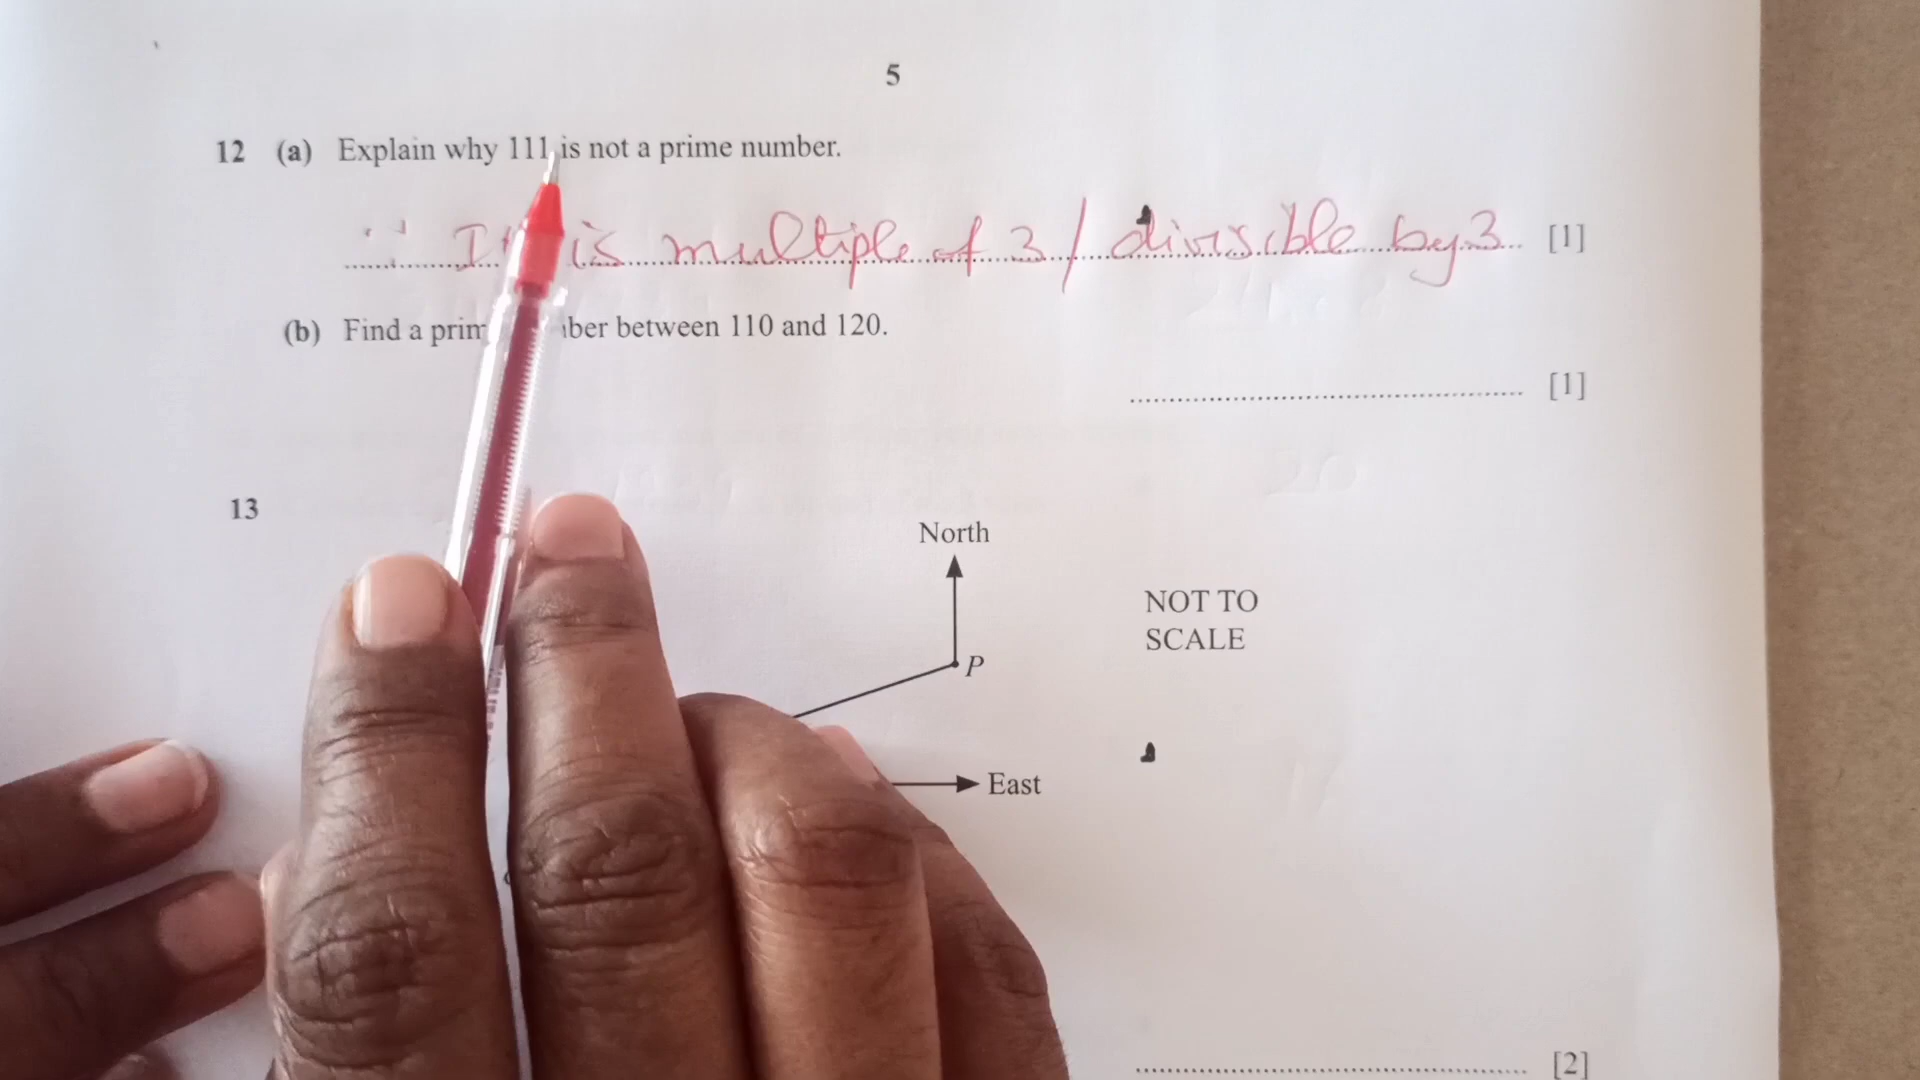 5
12 (a) Explain why 111 is not a prime number.
It is multiple of 3 / divisible by 3 [1]
(b) Find a prim ber between 110 and 120.
[1]
13
North
NOT TO
SCALE
P
East
[2]